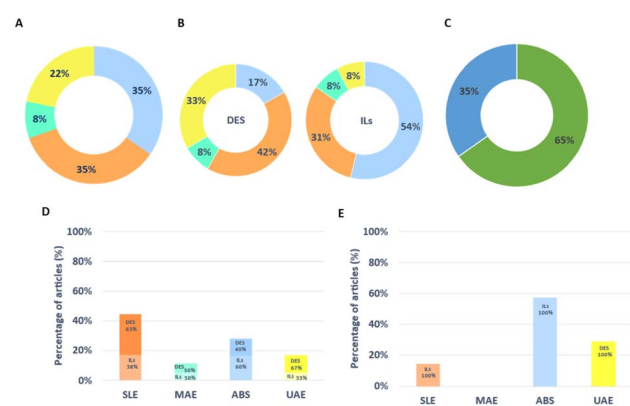 A
22%
35%
8%
35%
B
17%
33%
DES
8%
42%
8%
8%
ILs
31%
54%
C
35%
65%
D
Percentage of articles (%)
100%
80%
60%
40%
20%
0%
DES
ILs
38%
DES 50%
ILs 50%
DES
40%
ILs
60%
DES
67%
ILs 33%
SLE MAE ABS UAE
E
Percentage of articles (%)
100%
80%
60%
40%
20%
0%
ILs
100%
ILs
100%
DES
100%
SLE MAE ABS UAE